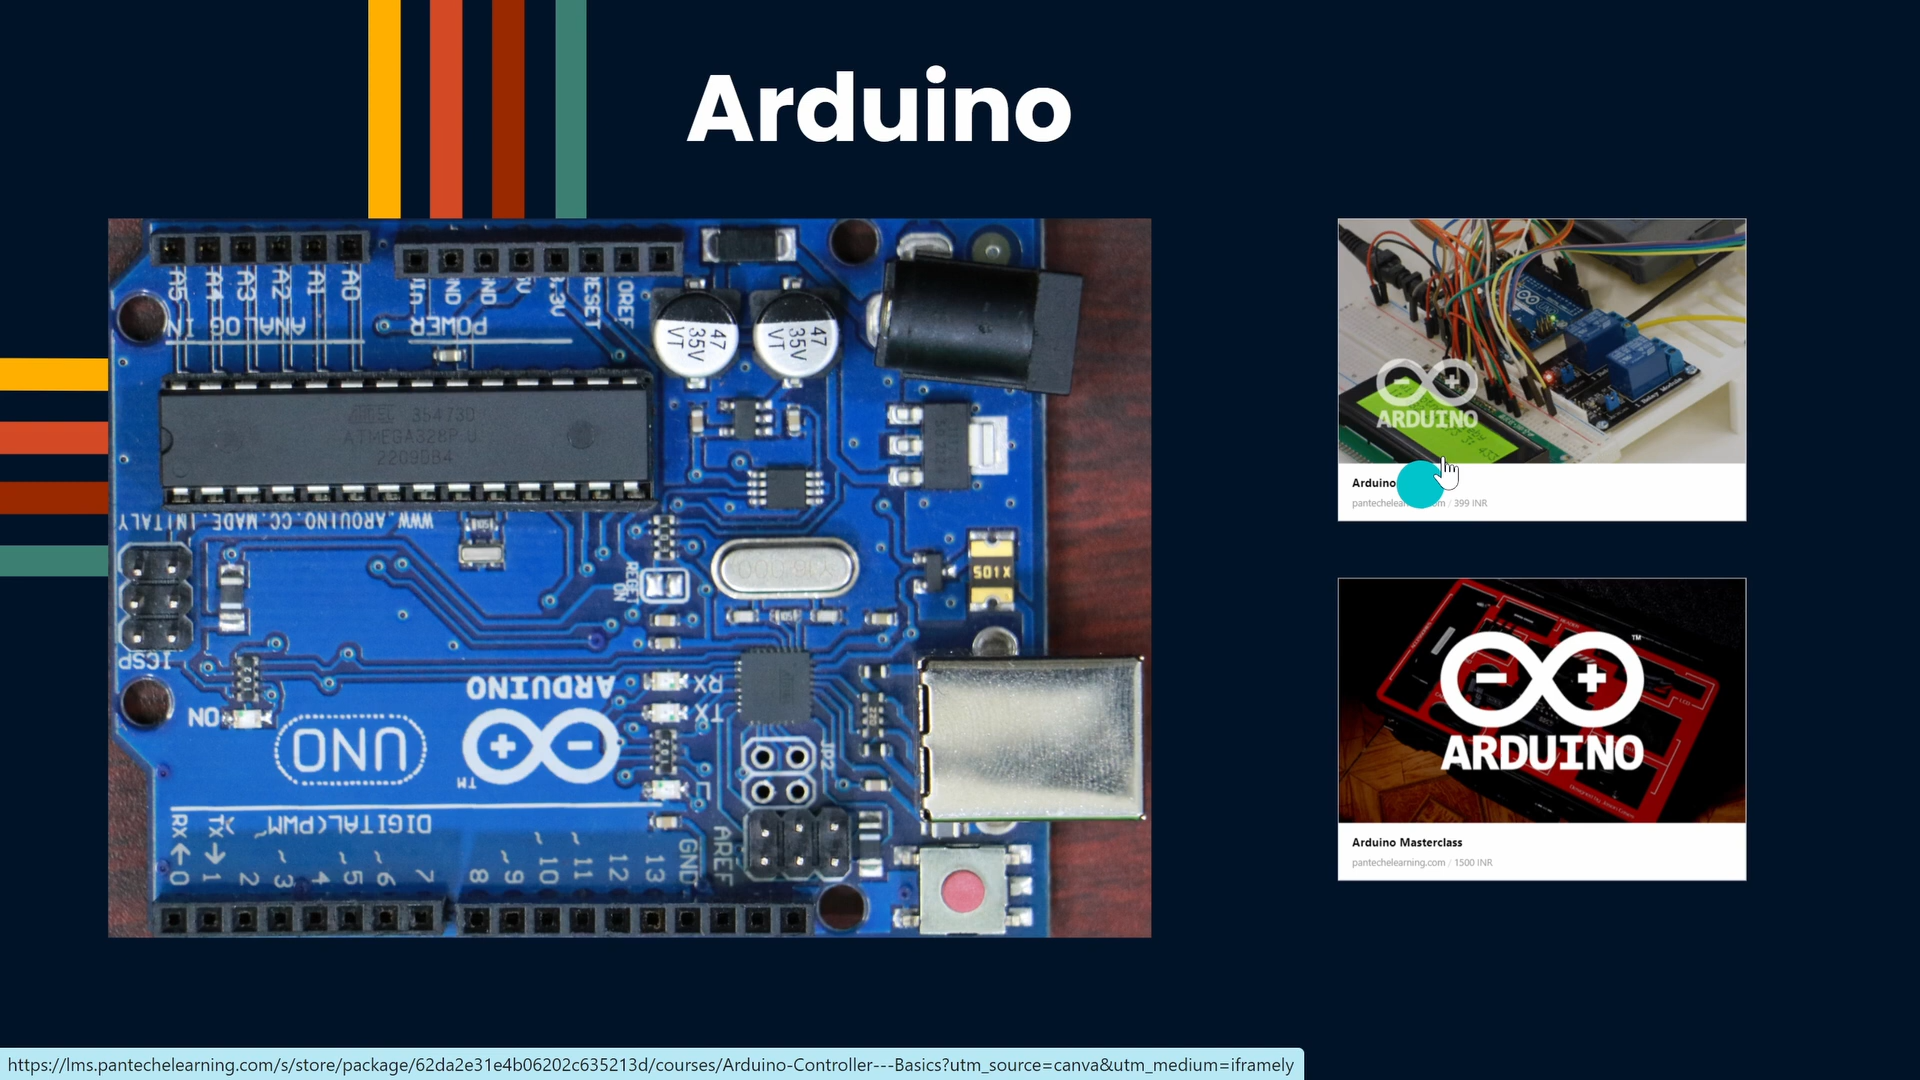 Arduino
A5 A4 A3 A2 A1 A0
ANALOG IN
POWER
47
35V
VT
47
35V
VT
35473D
ATMEGA328P U
2209DB4
WWW.ARDUINO.CC MADE IN ITALY
RESET
ICSP
ON
RX
TX
L
ARDUINO
UNO
TM
JP2
501X
DIGITAL (PWM ~)
RX←0
TX→1
2
~3
4
~5
~6
7
8
~9
~10
~11
12
13
GND
AREF
ARDUINO
Arduino
399 INR
TM
ARDUINO
Arduino Masterclass
pantechelearning.com / 1500 INR
https://lms.pantechelearning.com/s/store/package/62da2e31e4b06202c635213d/courses/Arduino-Controller---Basics?utm_source=canva&utm_medium=iframely